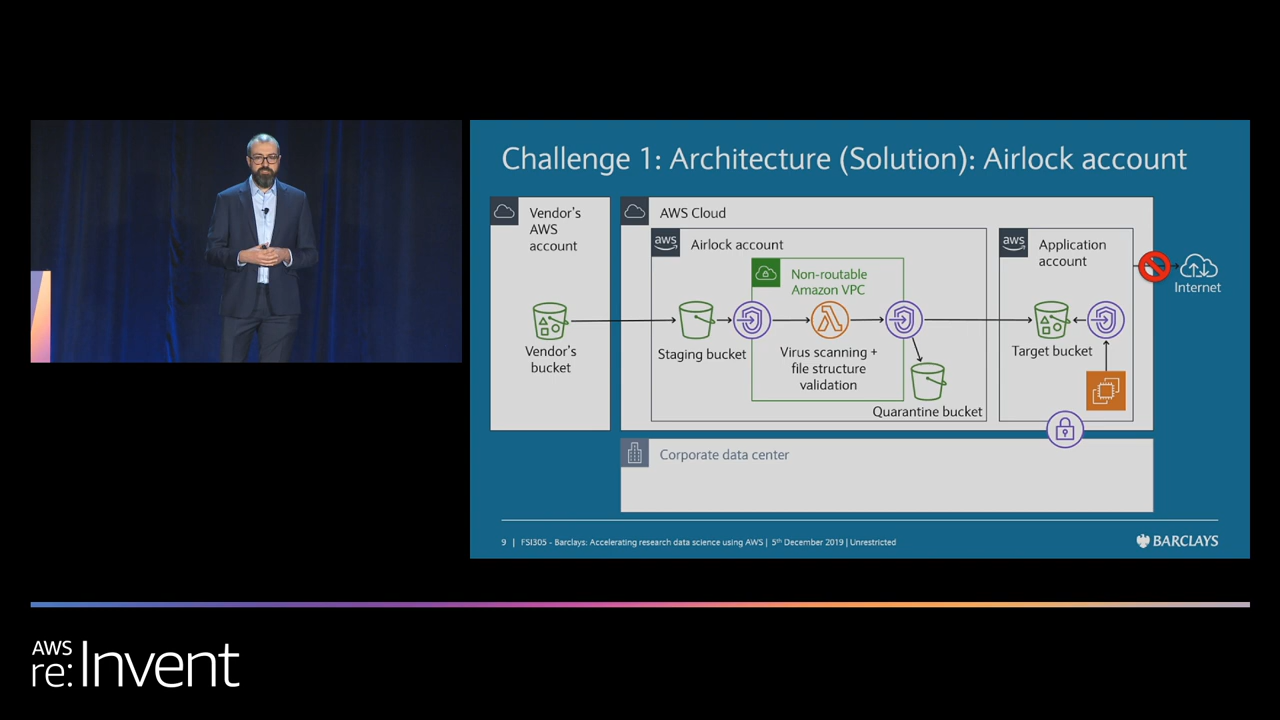 Challenge 1: Architecture (Solution): Airlock account
Vendor's
AWS
account
AWS Cloud
aws
Airlock account
aws
Application
account
Non-routable
Amazon VPC
Internet
Vendor's
bucket
Staging bucket
Virus scanning +
file structure
validation
Target bucket
Quarantine bucket
Corporate data center
9 | FSI305 - Barclays: Accelerating research data science using AWS | 5th December 2019 | Unrestricted
BARCLAYS
AWS
re:Invent